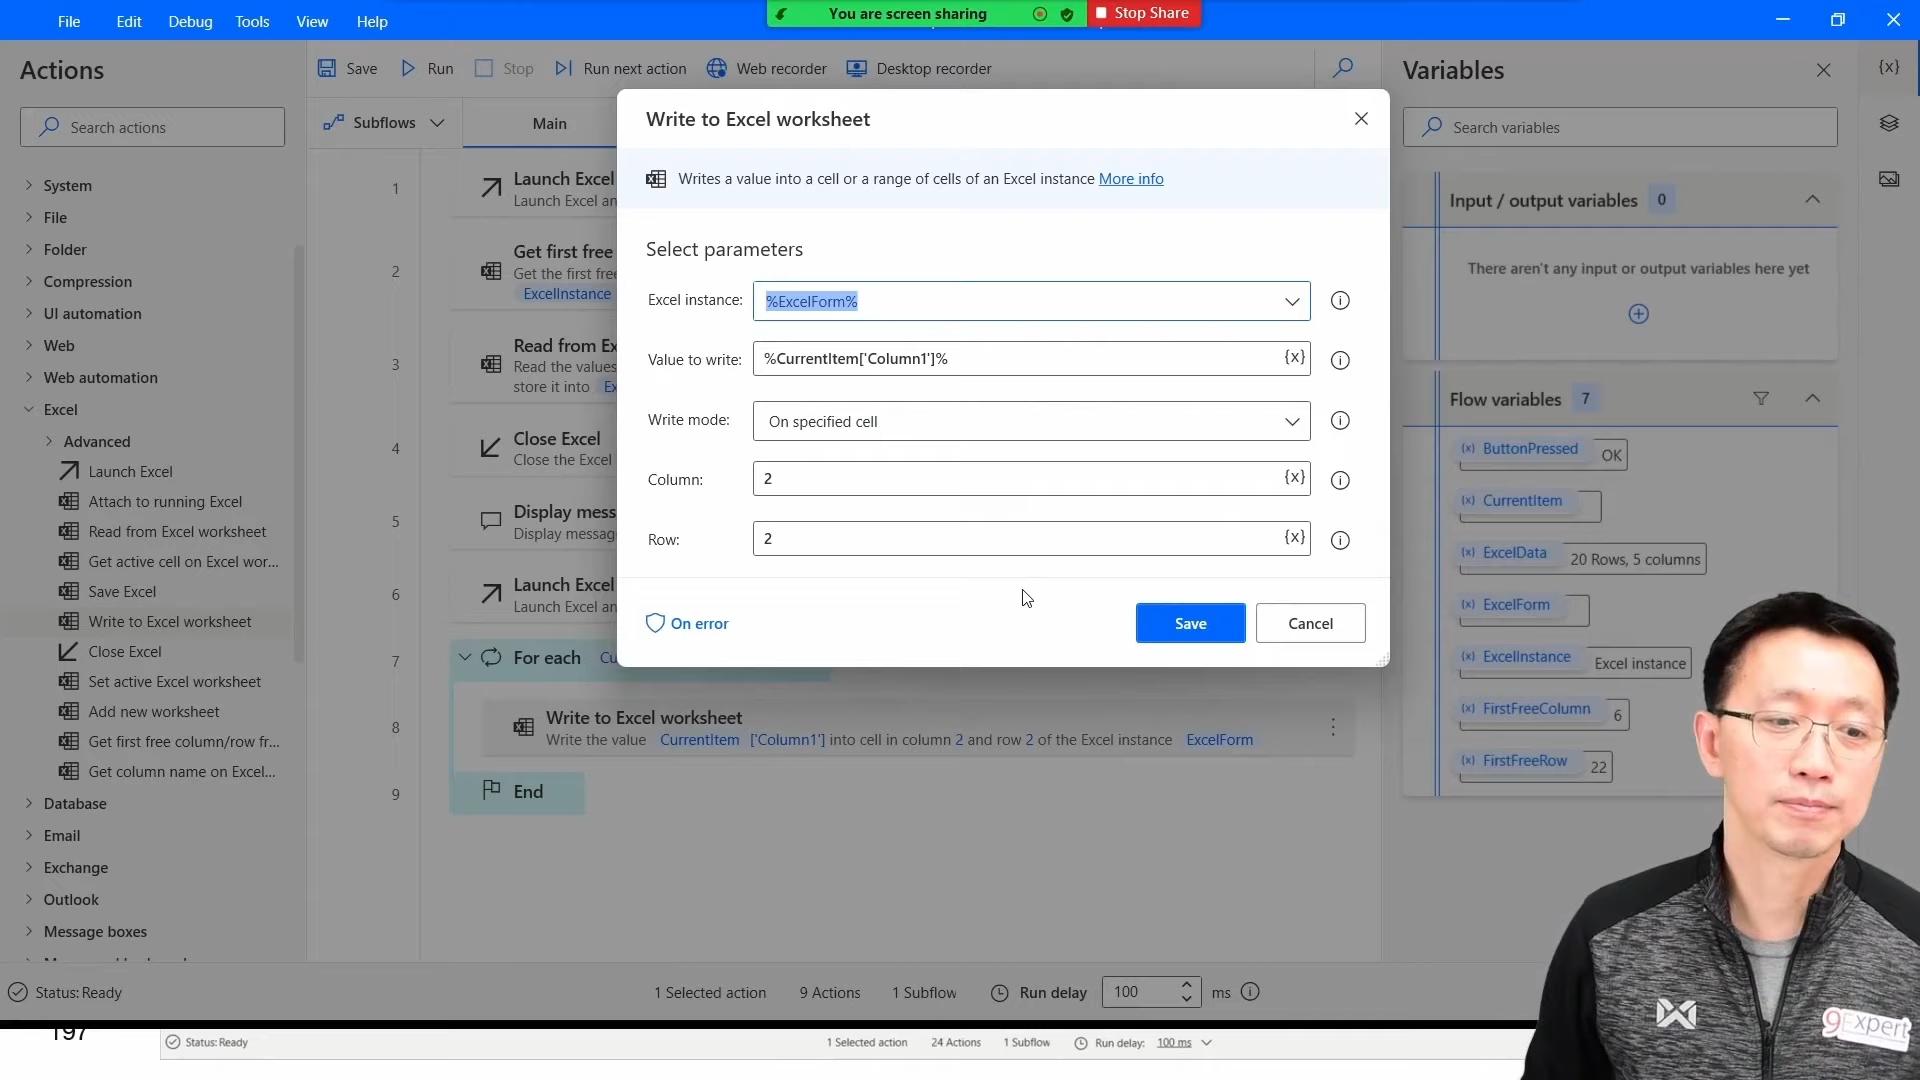 File Edit Debug Tools View Help
You are screen sharing
Stop Share
Actions
Search actions
System
File
Folder
Compression
UI automation
Web
Web automation
Excel
Advanced
Launch Excel
Attach to running Excel
Read from Excel worksheet
Get active cell on Excel wor...
Save Excel
Write to Excel worksheet
Close Excel
Set active Excel worksheet
Add new worksheet
Get first free column/row fr...
Get column name on Excel...
Database
Email
Exchange
Outlook
Message boxes
Save Run Stop Run next action Web recorder Desktop recorder
Subflows Main
1 Launch Excel
Launch Excel an
2 Get first free
Get the first free
ExcelInstance
3 Read from Ex
Read the values
store it into Ex
4 Close Excel
Close the Excel
5 Display mess
Display message
6 Launch Excel
Launch Excel an
7 For each Cu
8 Write to Excel worksheet
Write the value CurrentItem ['Column1'] into cell in column 2 and row 2 of the Excel instance ExcelForm
9 End
Write to Excel worksheet
Writes a value into a cell or a range of cells of an Excel instance More info
Select parameters
Excel instance: %ExcelForm%
Value to write: %CurrentItem['Column1']% {x}
Write mode: On specified cell
Column: 2 {x}
Row: 2 {x}
On error
Save Cancel
Variables {x}
Search variables
Input / output variables 0
There aren't any input or output variables here yet
Flow variables 7
(x) ButtonPressed OK
(x) CurrentItem
(x) ExcelData 20 Rows, 5 columns
(x) ExcelForm
(x) ExcelInstance Excel instance
(x) FirstFreeColumn 6
(x) FirstFreeRow 22
Status: Ready 1 Selected action 9 Actions 1 Subflow Run delay 100 ms
197
Status: Ready 1 Selected action 24 Actions 1 Subflow Run delay: 100 ms
9Expert